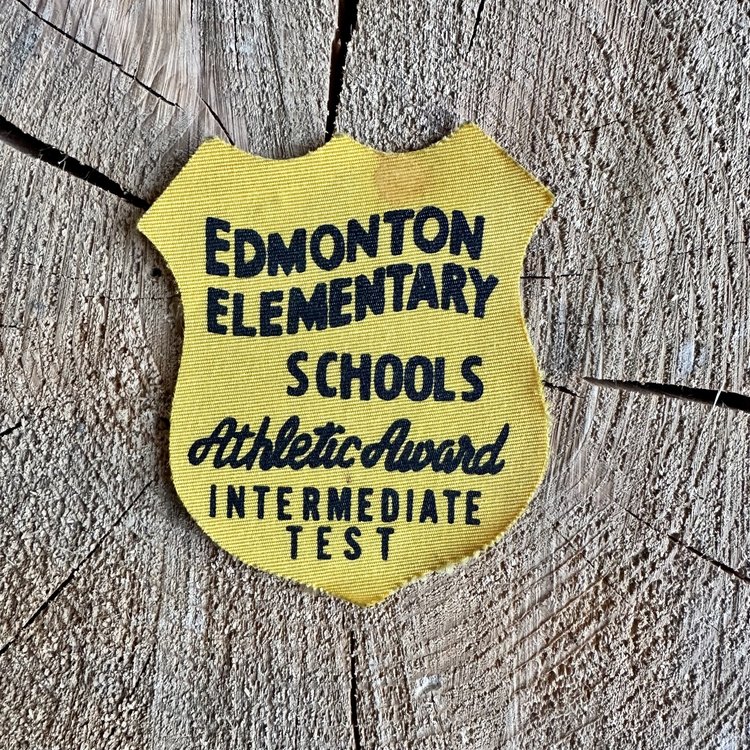 EDMONTON
ELEMENTARY
SCHOOLS
Athletic Award
INTERMEDIATE
TEST